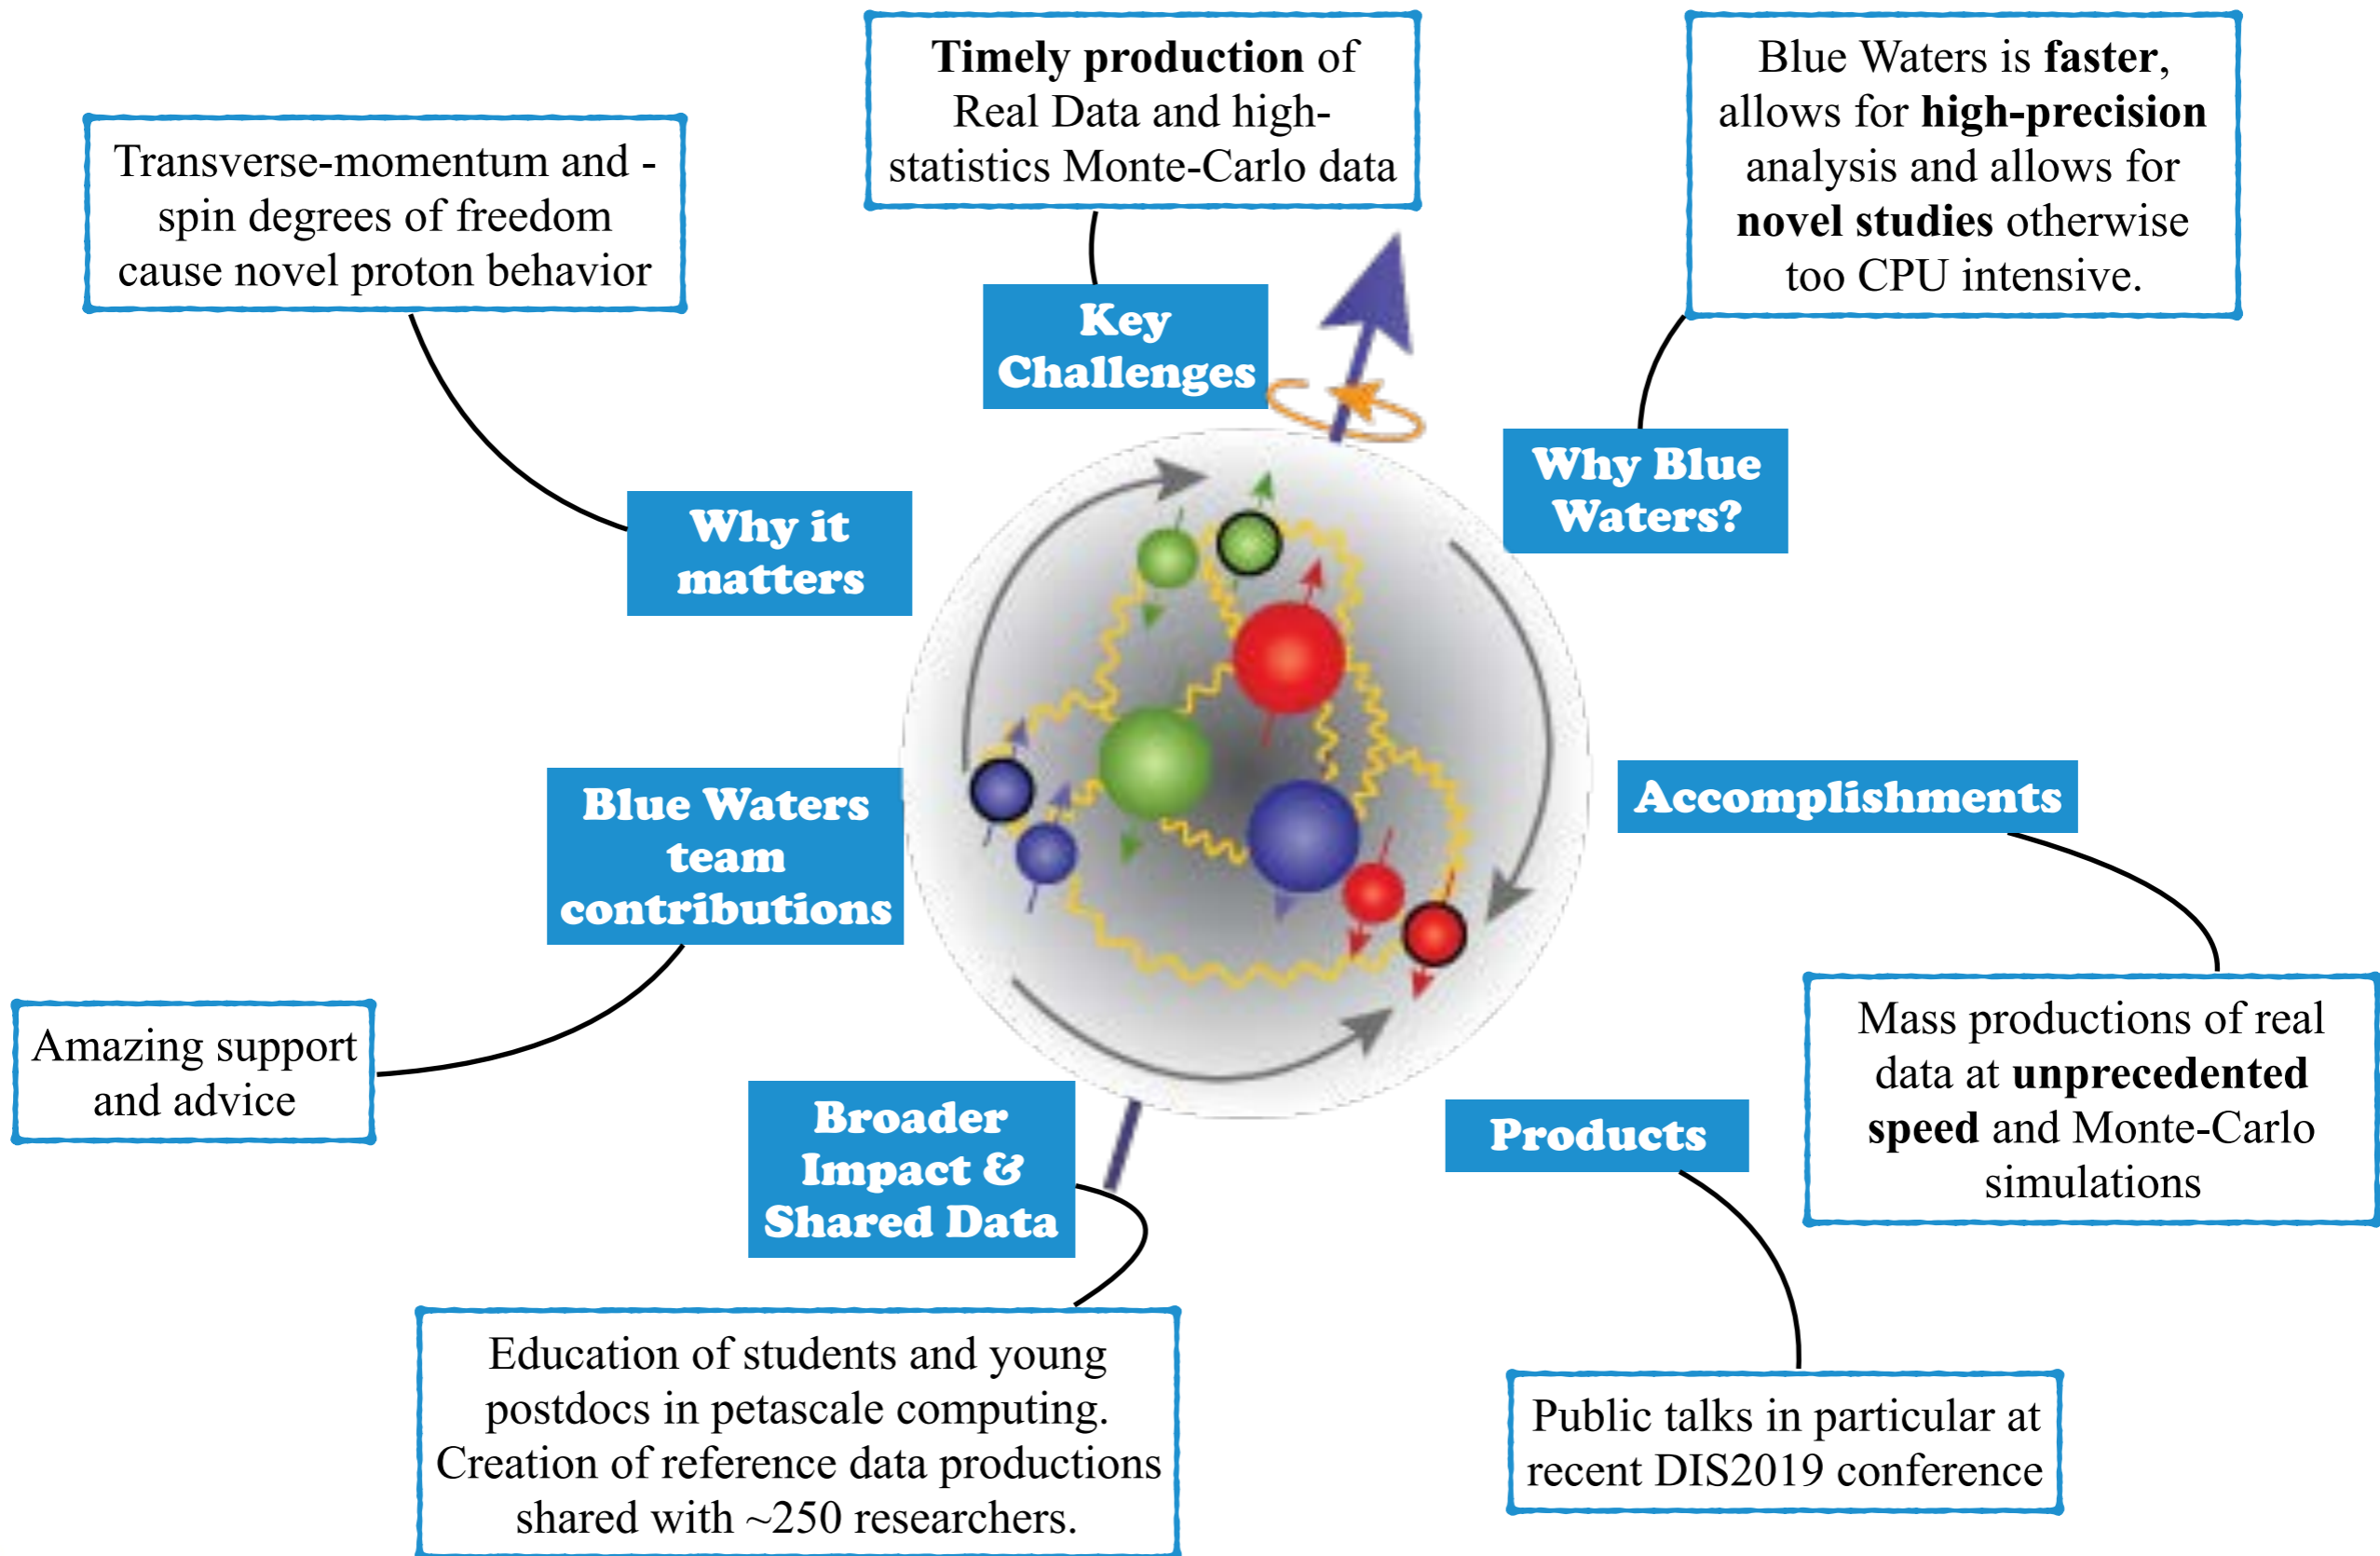 Timely production of
Real Data and high-
statistics Monte-Carlo data
Key
Challenges
Blue Waters is faster,
allows for high-precision
analysis and allows for
novel studies otherwise
too CPU intensive.
Why Blue
Waters?
Transverse-momentum and -
spin degrees of freedom
cause novel proton behavior
Why it
matters
Blue Waters
team
contributions
Amazing support
and advice
Accomplishments
Mass productions of real
data at unprecedented
speed and Monte-Carlo
simulations
Broader
Impact &
Shared Data
Education of students and young
postdocs in petascale computing.
Creation of reference data productions
shared with ~250 researchers.
Products
Public talks in particular at
recent DIS2019 conference